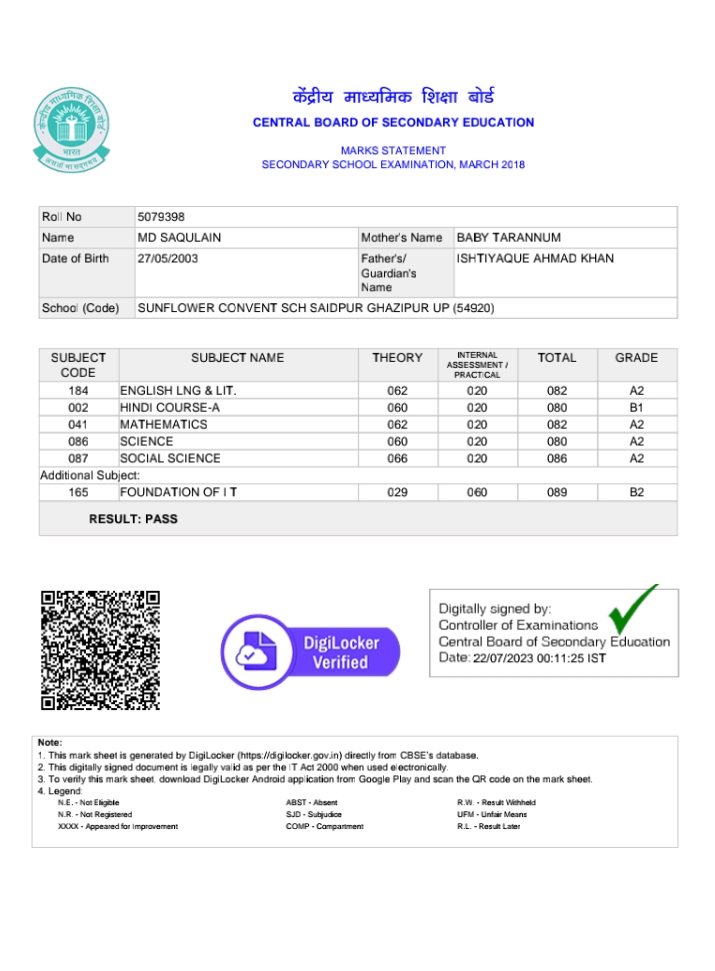 केंद्रीय माध्यमिक शिक्षा बोर्ड
CENTRAL BOARD OF SECONDARY EDUCATION
केन्द्रीय माध्यमिक शिक्षा बोर्ड
भारत
असतो मा सद्गमय
MARKS STATEMENT
SECONDARY SCHOOL EXAMINATION, MARCH 2018
Roll No 5079398
Name MD SAQULAIN Mother's Name BABY TARANNUM
Date of Birth 27/05/2003 Father's/ ISHTIYAQUE AHMAD KHAN
Guardian's
Name
School (Code) SUNFLOWER CONVENT SCH SAIDPUR GHAZIPUR UP (54920)
SUBJECT CODE SUBJECT NAME THEORY INTERNAL ASSESSMENT / PRACTICAL TOTAL GRADE
184 ENGLISH LNG & LIT. 062 020 082 A2
002 HINDI COURSE-A 060 020 080 B1
041 MATHEMATICS 062 020 082 A2
086 SCIENCE 060 020 080 A2
087 SOCIAL SCIENCE 066 020 086 A2
Additional Subject:
165 FOUNDATION OF I T 029 060 089 B2
RESULT: PASS
DigiLocker
Verified
Digitally signed by:
Controller of Examinations
Central Board of Secondary Education
Date: 22/07/2023 00:11:25 IST
Note:
1. This mark sheet is generated by DigiLocker (https://digilocker.gov.in) directly from CBSE's database.
2. This digitally signed document is legally valid as per the IT Act 2000 when used electronically.
3. To verify this mark sheet, download DigiLocker Android application from Google Play and scan the QR code on the mark sheet.
4. Legend:
N.E. - Not Eligible ABST - Absent R.W. - Result Withheld
N.R. - Not Registered SJD - Subjudice UFM - Unfair Means
XXXX - Appeared for Improvement COMP - Compartment R.L. - Result Later